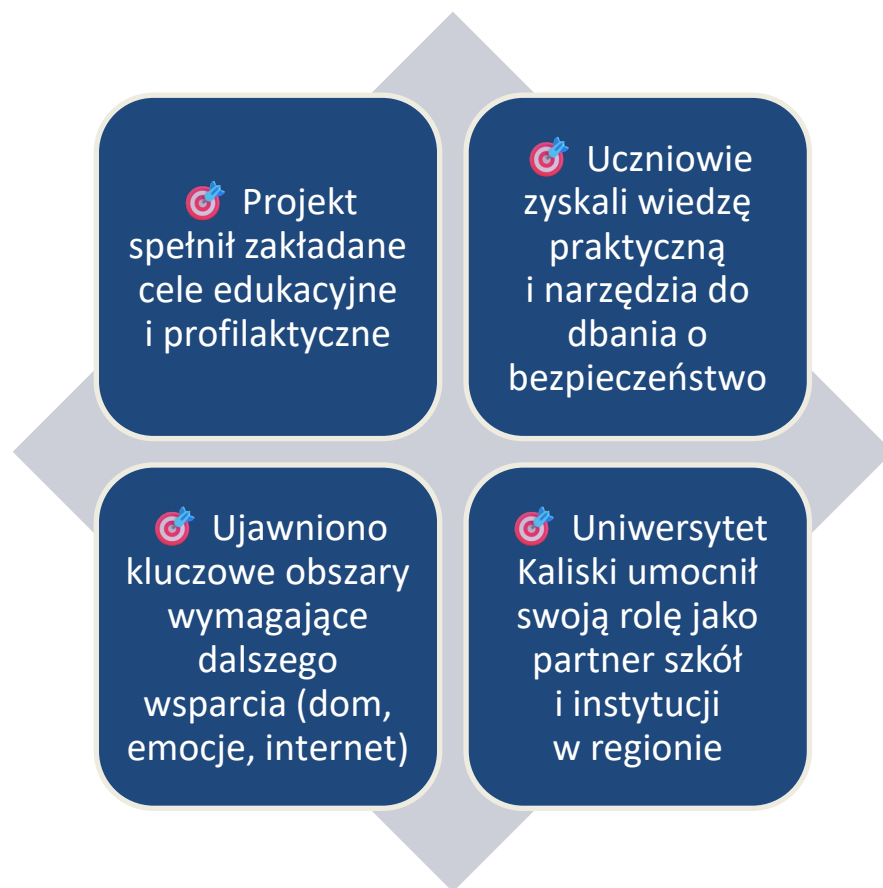 🎯 Projekt
spełnił zakładane
cele edukacyjne
i profilaktyczne
🎯 Uczniowie
zyskali wiedzę
praktyczną
i narzędzia do
dbania o
bezpieczeństwo
🎯 Ujawniono
kluczowe obszary
wymagające
dalszego
wsparcia (dom,
emocje, internet)
🎯 Uniwersytet
Kaliski umocnił
swoją rolę jako
partner szkół
i instytucji
w regionie